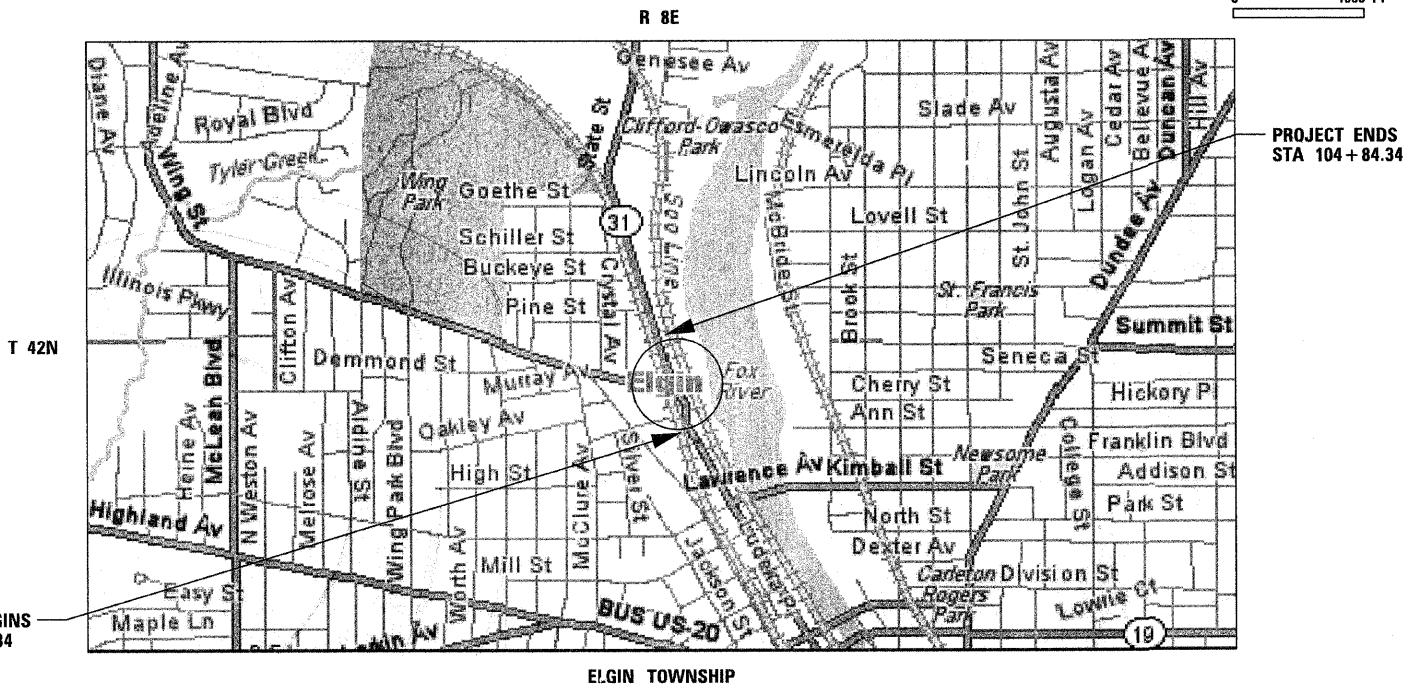 R 8E
PROJECT ENDS
STA 104+84.34
T 42N
GINS
34
ELGIN TOWNSHIP
Diane Av
Adeline Av
Royal Blvd
Tyler Creek
Wing St
Wing
Park
Illinois Pkwy
Clifton Av
Genesee Av
State St
Clifford-Owasco
Park
Goethe St
31
Soo Line
Schiller St
Buckeye St
Crystal Av
Pine St
Esmerelda Pl
Lincoln Av
McBride St
Slade Av
Lovell St
Brook St
St. John St
Augusta Av
Logan Av
Cedar Av
Bellevue Av
Duncan Av
Hill Av
Dundee Av
St. Francis
Park
Summit St
Seneca St
Demmond St
Murray Av
Elgin
Fox
River
Cherry St
Ann St
Hickory Pl
McLean Blvd
Heine Av
N Weston Av
Melrose Av
Aldine St
Wing Park Blvd
Oakley Av
High St
McClure Av
Silver St
Lawrence Av
Kimball St
Newsome
Park
College St
Franklin Blvd
Addison St
Park St
North St
Dexter Av
Highland Av
Worth Av
Mill St
Jackson St
Carleton
Rogers
Park
Division St
Lowrie Ct
Easy St
Maple Ln
Larkin Av
BUS US-20
19